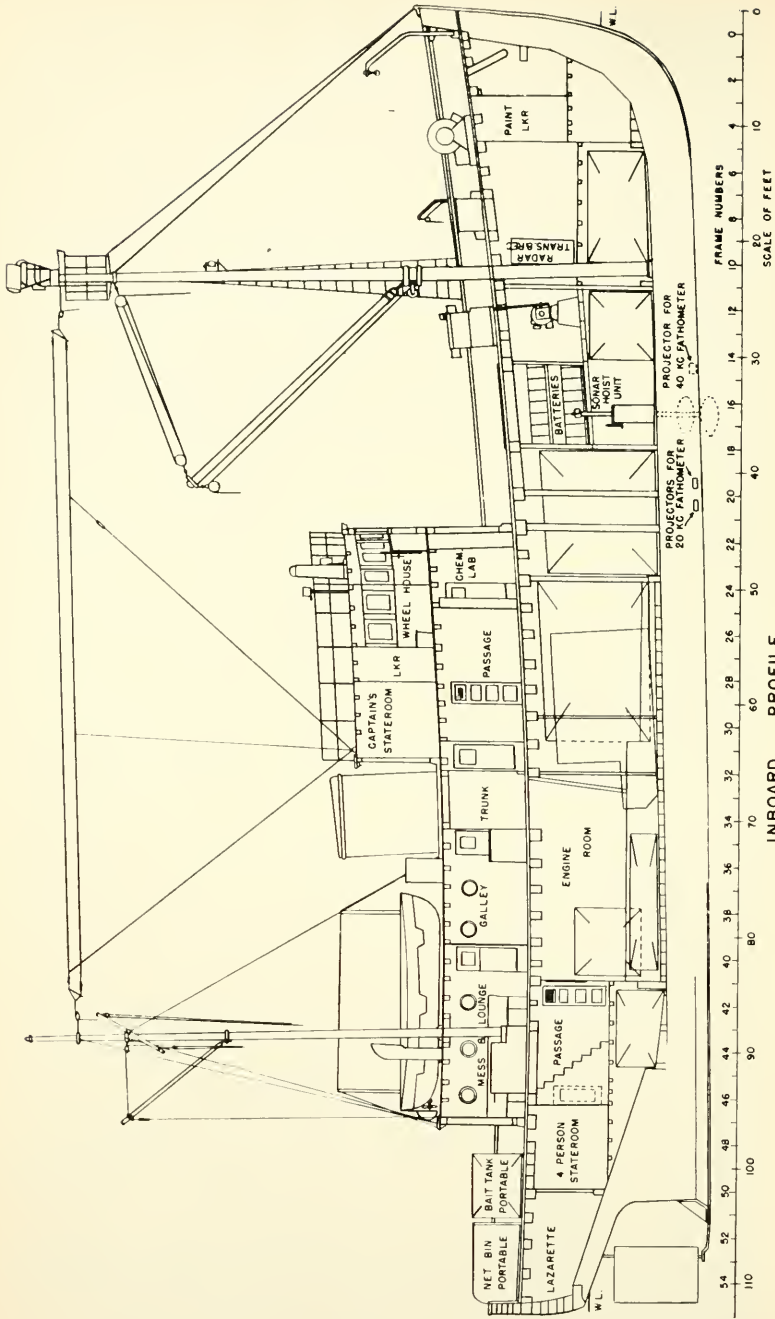 CAPTAIN'S
STATEROOM
LKR
WHEEL HOUSE
NET BIN
PORTABLE
BAIT TANK
PORTABLE
MESS & LOUNGE
GALLEY
TRUNK
PASSAGE
CHEM.
LAB
LAZARETTE
4 PERSON
STATEROOM
PASSAGE
ENGINE
ROOM
BATTERIES
SONAR
HOIST
UNIT
RADAR
TRANS. & REC.
PAINT
LKR
W.L.
W.L.
PROJECTORS FOR
20 KC FATHOMETER
PROJECTOR FOR
40 KC FATHOMETER
FRAME NUMBERS
54 52 50 48 46 44 42 40 38 36 34 32 30 28 26 24 22 20 18 16 14 12 10 8 6 4 2 0
110 100 90 80 70 60 50 40 30 20 10 0
SCALE OF FEET
INBOARD PROFILE